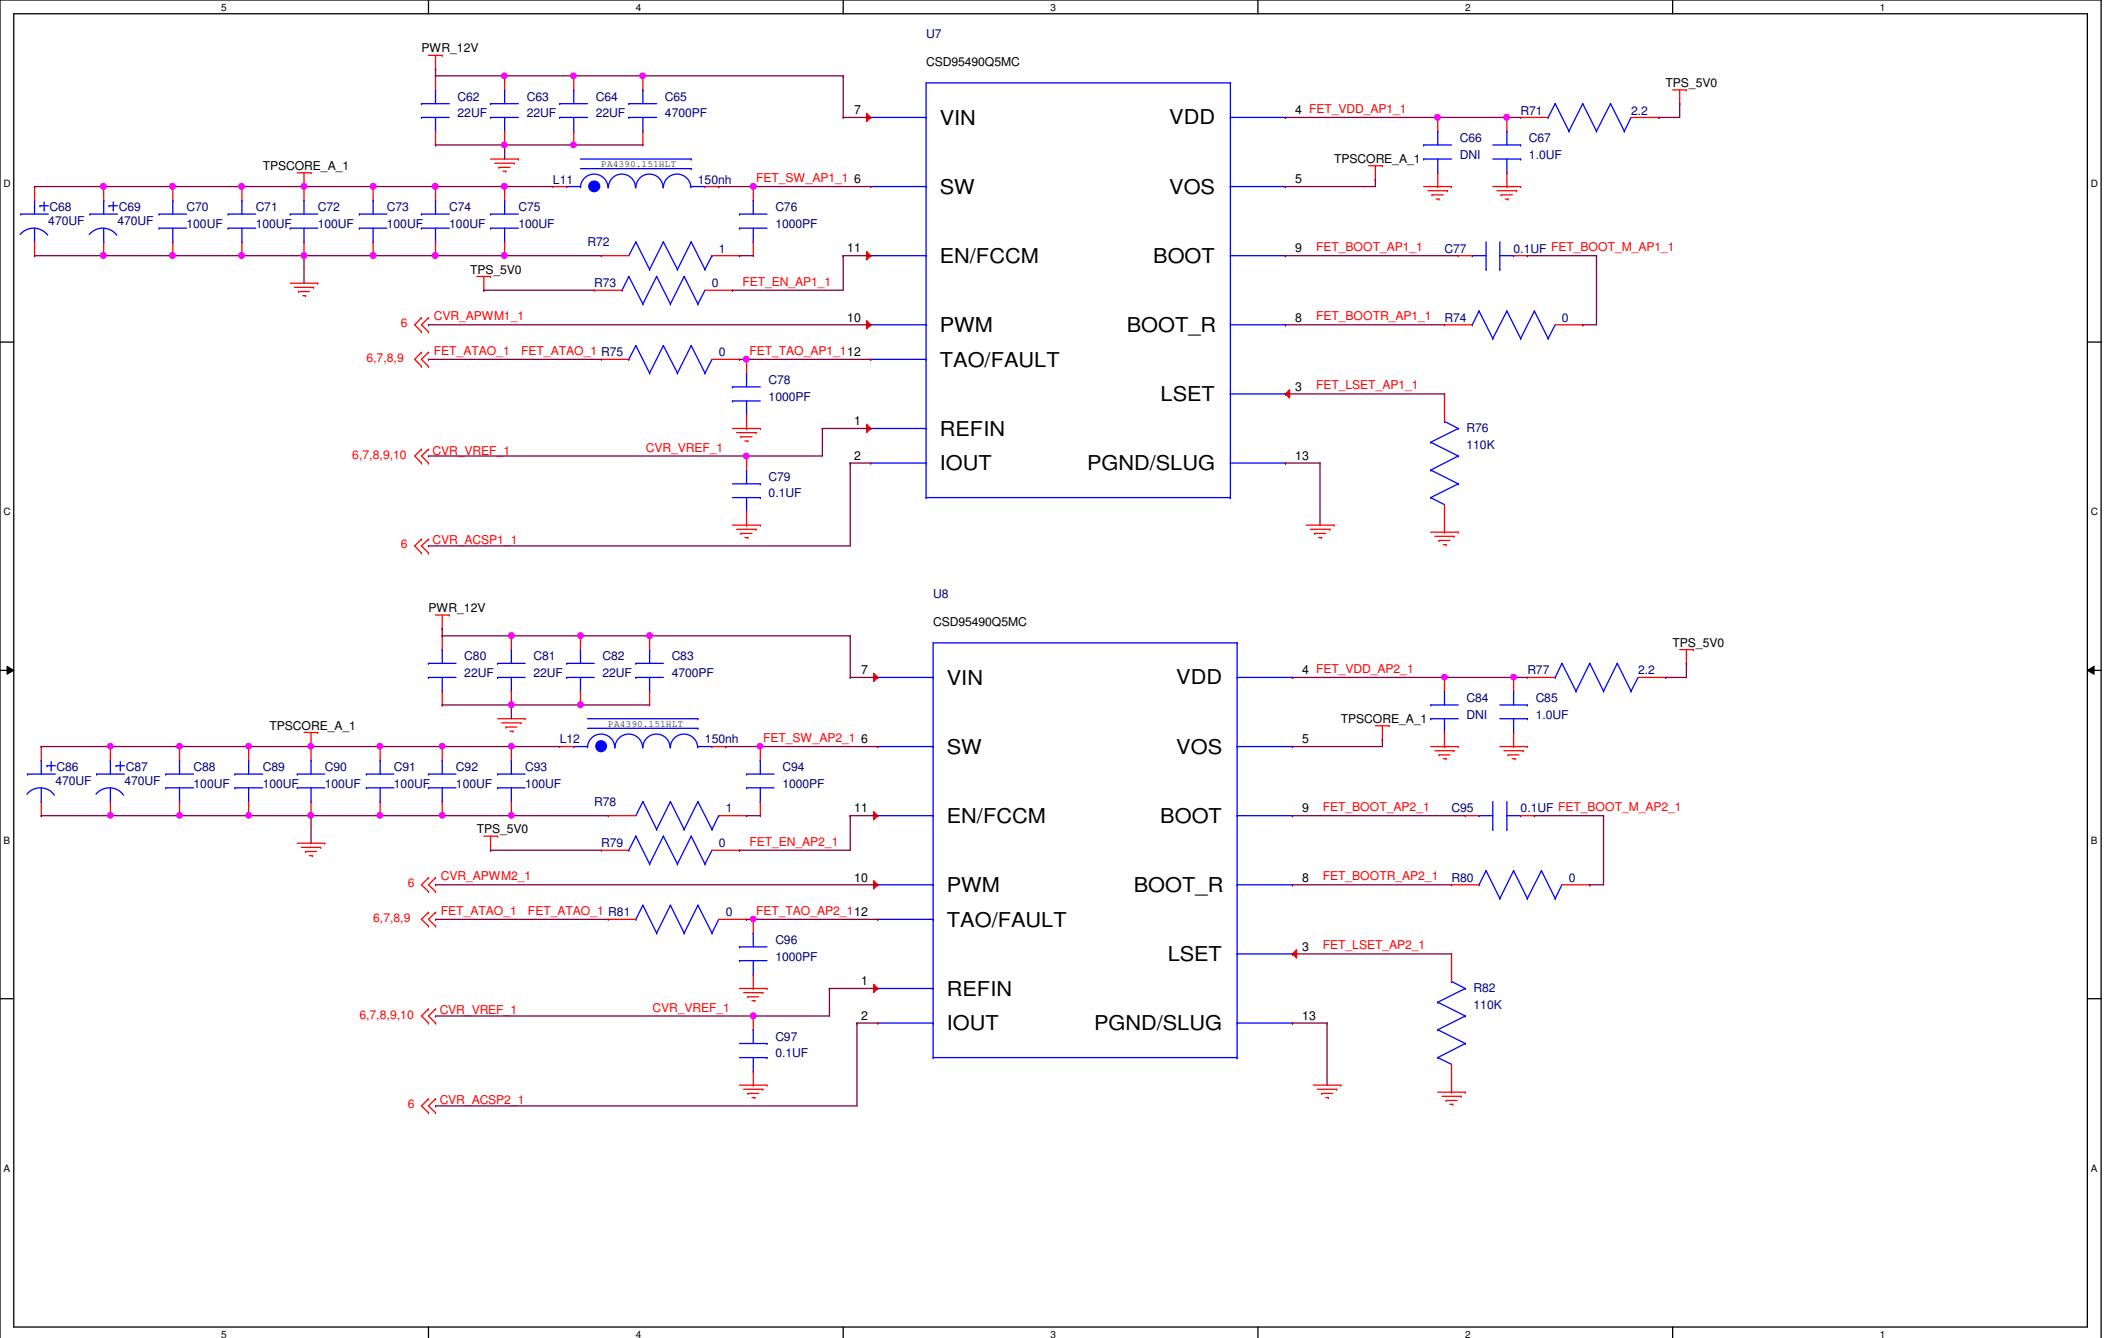 5 4 3 2 1
U7
CSD95490Q5MC
PWR_12V
C62 22UF
C63 22UF
C64 22UF
C65 4700PF
7 VIN
VDD 4 FET_VDD_AP1_1
R71 2.2
TPS_5V0
C66 DNI
C67 1.0UF
TPSCORE_A_1
PA4390.151HLT
L11 150nh
FET_SW_AP1_1 6 SW
VOS 5
TPSCORE_A_1
D D
+C68 470UF
+C69 470UF
C70 100UF
C71 100UF
C72 100UF
C73 100UF
C74 100UF
C75 100UF
C76 1000PF
R72 1
11 EN/FCCM
BOOT 9 FET_BOOT_AP1_1
C77 0.1UF FET_BOOT_M_AP1_1
TPS_5V0
R73 0 FET_EN_AP1_1
6 CVR_APWM1_1
10 PWM
BOOT_R 8 FET_BOOTR_AP1_1
R74 0
6,7,8,9 FET_ATAO_1 FET_ATAO_1 R75 0 FET_TAO_AP1_1 12 TAO/FAULT
C78 1000PF
LSET 3 FET_LSET_AP1_1
R76 110K
1 REFIN
6,7,8,9,10 CVR_VREF_1 CVR_VREF_1
2 IOUT
PGND/SLUG 13
C79 0.1UF
C C
6 CVR_ACSP1_1
U8
CSD95490Q5MC
PWR_12V
C80 22UF
C81 22UF
C82 22UF
C83 4700PF
7 VIN
VDD 4 FET_VDD_AP2_1
R77 2.2
TPS_5V0
C84 DNI
C85 1.0UF
TPSCORE_A_1
PA4390.151HLT
L12 150nh
FET_SW_AP2_1 6 SW
VOS 5
TPSCORE_A_1
+C86 470UF
+C87 470UF
C88 100UF
C89 100UF
C90 100UF
C91 100UF
C92 100UF
C93 100UF
C94 1000PF
R78 1
11 EN/FCCM
BOOT 9 FET_BOOT_AP2_1
C95 0.1UF FET_BOOT_M_AP2_1
TPS_5V0
R79 0 FET_EN_AP2_1
B B
6 CVR_APWM2_1
10 PWM
BOOT_R 8 FET_BOOTR_AP2_1
R80 0
6,7,8,9 FET_ATAO_1 FET_ATAO_1 R81 0 FET_TAO_AP2_1 12 TAO/FAULT
C96 1000PF
LSET 3 FET_LSET_AP2_1
R82 110K
1 REFIN
6,7,8,9,10 CVR_VREF_1 CVR_VREF_1
2 IOUT
PGND/SLUG 13
C97 0.1UF
6 CVR_ACSP2_1
A A
5 4 3 2 1